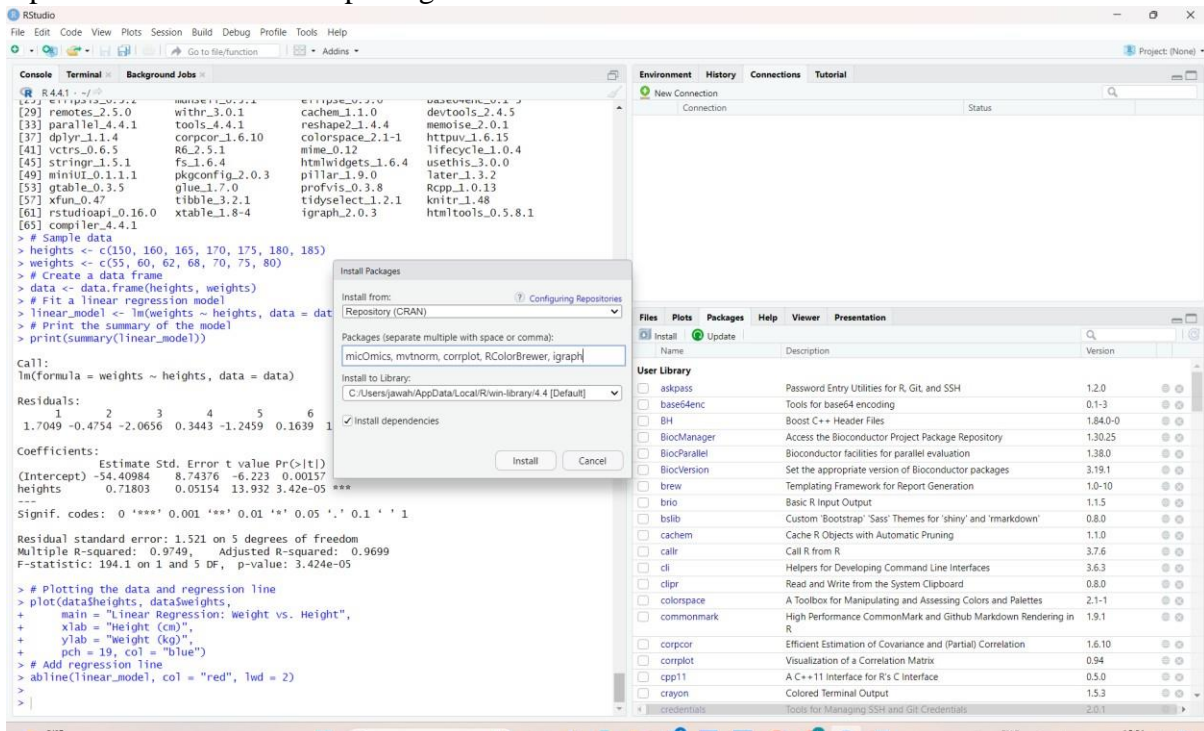 RStudio
File Edit Code View Plots Session Build Debug Profile Tools Help
Go to file/function Addins
Project: (None)
Console Terminal Background Jobs
R 4.4.1 · ~/
[25] ellipsis_0.3.2 munsell_0.5.1 ellipse_0.5.0 base64enc_0.1-3
[29] remotes_2.5.0 withr_3.0.1 cachem_1.1.0 devtools_2.4.5
[33] parallel_4.4.1 tools_4.4.1 reshape2_1.4.4 memoise_2.0.1
[37] dplyr_1.1.4 corpcor_1.6.10 colorspace_2.1-1 httpuv_1.6.15
[41] vctrs_0.6.5 R6_2.5.1 mime_0.12 lifecycle_1.0.4
[45] stringr_1.5.1 fs_1.6.4 htmlwidgets_1.6.4 usethis_3.0.0
[49] miniUI_0.1.1.1 pkgconfig_2.0.3 pillar_1.9.0 later_1.3.2
[53] gtable_0.3.5 glue_1.7.0 profvis_0.3.8 Rcpp_1.0.13
[57] xfun_0.47 tibble_3.2.1 tidyselect_1.2.1 knitr_1.48
[61] rstudioapi_0.16.0 xtable_1.8-4 igraph_2.0.3 htmltools_0.5.8.1
[65] compiler_4.4.1
> # Sample data
> heights <- c(150, 160, 165, 170, 175, 180, 185)
> weights <- c(55, 60, 62, 68, 70, 75, 80)
> # Create a data frame
> data <- data.frame(heights, weights)
> # Fit a linear regression model
> linear_model <- lm(weights ~ heights, data = dat
> # Print the summary of the model
> print(summary(linear_model))
Call:
lm(formula = weights ~ heights, data = data)
Residuals:
1 2 3 4 5 6
1.7049 -0.4754 -2.0656 0.3443 -1.2459 0.1639 1
Coefficients:
Estimate Std. Error t value Pr(>|t|)
(Intercept) -54.40984 8.74376 -6.223 0.00157
heights 0.71803 0.05154 13.932 3.42e-05 ***
---
Signif. codes: 0 '***' 0.001 '**' 0.01 '*' 0.05 '.' 0.1 ' ' 1
Residual standard error: 1.521 on 5 degrees of freedom
Multiple R-squared: 0.9749, Adjusted R-squared: 0.9699
F-statistic: 194.1 on 1 and 5 DF, p-value: 3.424e-05
> # Plotting the data and regression line
> plot(data$heights, data$weights,
+ main = "Linear Regression: Weight vs. Height",
+ xlab = "Height (cm)",
+ ylab = "Weight (kg)",
+ pch = 19, col = "blue")
> # Add regression line
> abline(linear_model, col = "red", lwd = 2)
>
>
Install Packages
Install from: ? Configuring Repositories
Repository (CRAN)
Packages (separate multiple with space or comma):
micOmics, mvtnorm, corrplot, RColorBrewer, igraph
Install to Library:
C:/Users/jawah/AppData/Local/R/win-library/4.4 [Default]
Install dependencies
Install Cancel
Environment History Connections Tutorial
New Connection
Connection Status
Files Plots Packages Help Viewer Presentation
Install Update
Name Description Version
User Library
askpass Password Entry Utilities for R, Git, and SSH 1.2.0
base64enc Tools for base64 encoding 0.1-3
BH Boost C++ Header Files 1.84.0-0
BiocManager Access the Bioconductor Project Package Repository 1.30.25
BiocParallel Bioconductor facilities for parallel evaluation 1.38.0
BiocVersion Set the appropriate version of Bioconductor packages 3.19.1
brew Templating Framework for Report Generation 1.0-10
brio Basic R Input Output 1.1.5
bslib Custom 'Bootstrap' 'Sass' Themes for 'shiny' and 'rmarkdown' 0.8.0
cachem Cache R Objects with Automatic Pruning 1.1.0
callr Call R from R 3.7.6
cli Helpers for Developing Command Line Interfaces 3.6.3
clipr Read and Write from the System Clipboard 0.8.0
colorspace A Toolbox for Manipulating and Assessing Colors and Palettes 2.1-1
commonmark High Performance CommonMark and Github Markdown Rendering in 1.9.1
R
corpcor Efficient Estimation of Covariance and (Partial) Correlation 1.6.10
corrplot Visualization of a Correlation Matrix 0.94
cpp11 A C++11 Interface for R's C Interface 0.5.0
crayon Colored Terminal Output 1.5.3
credentials Tools for Managing SSH and Git Credentials 2.0.1